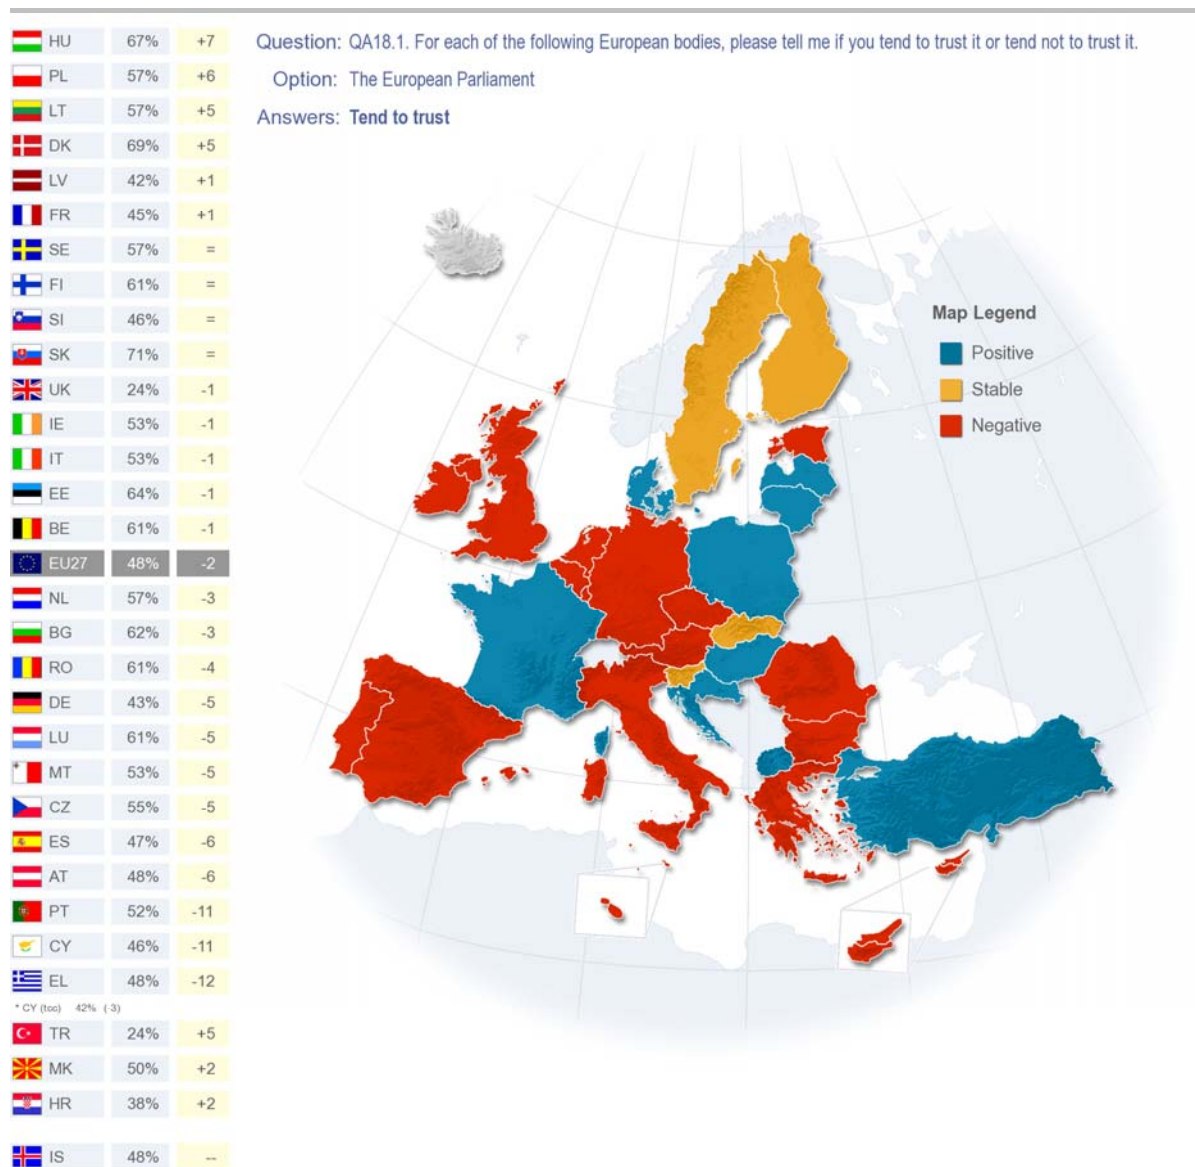 Question: QA18.1. For each of the following European bodies, please tell me if you tend to trust it or tend not to trust it.
Option: The European Parliament
Answers: Tend to trust
HU 67% +7
PL 57% +6
LT 57% +5
DK 69% +5
LV 42% +1
FR 45% +1
SE 57% =
FI 61% =
SI 46% =
SK 71% =
UK 24% -1
IE 53% -1
IT 53% -1
EE 64% -1
BE 61% -1
EU27 48% -2
NL 57% -3
BG 62% -3
RO 61% -4
DE 43% -5
LU 61% -5
MT 53% -5
CZ 55% -5
ES 47% -6
AT 48% -6
PT 52% -11
CY 46% -11
EL 48% -12
* CY (tcc) 42% (-3)
TR 24% +5
MK 50% +2
HR 38% +2
IS 48% --
Map Legend
Positive
Stable
Negative